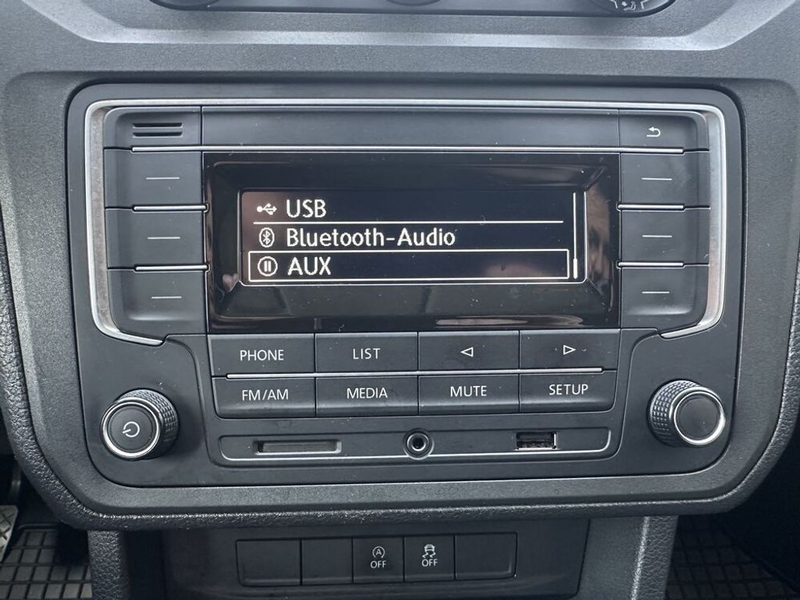 USB
Bluetooth-Audio
AUX
PHONE LIST
FM/AM MEDIA MUTE SETUP
A OFF OFF